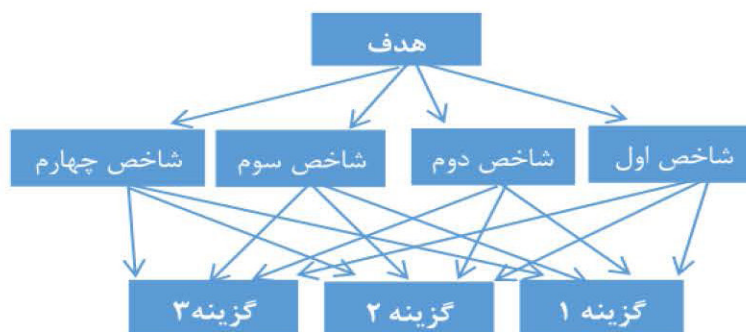 هدف
شاخص اول
شاخص دوم
شاخص سوم
شاخص چهارم
گزینه ۱
گزینه ۲
گزینه۳